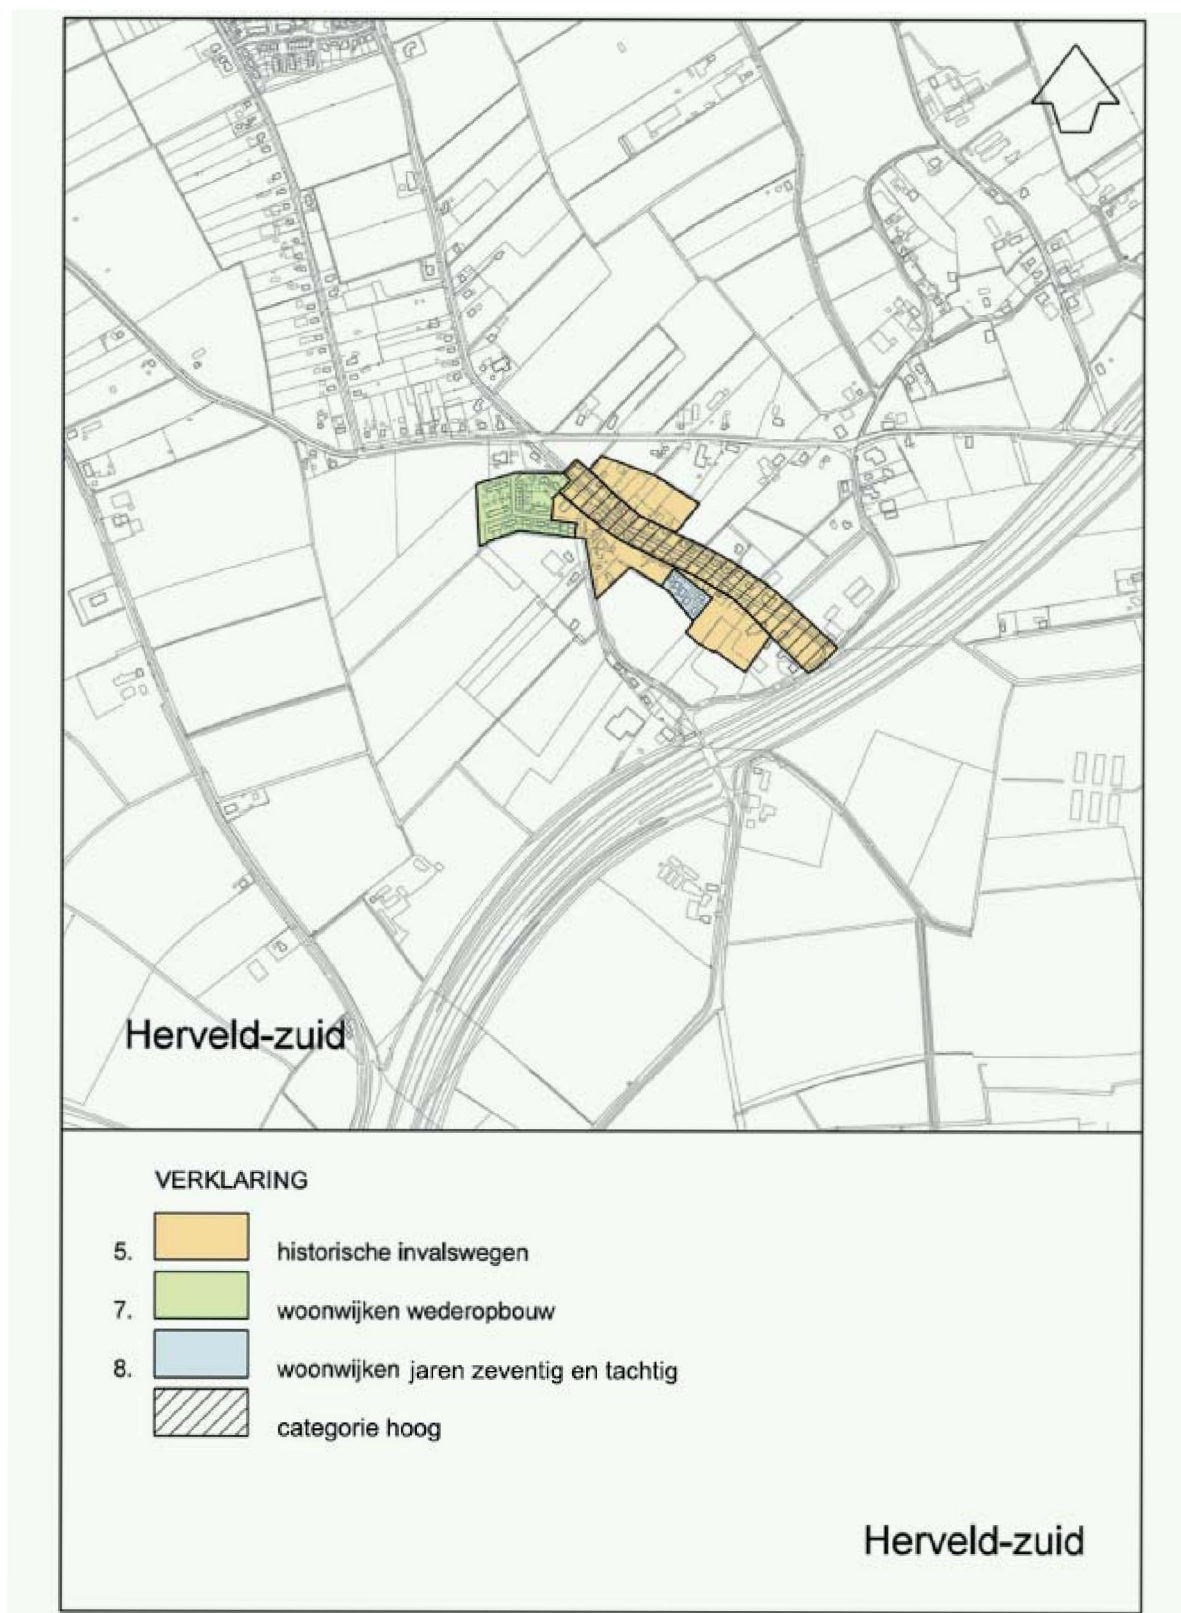 Herveld-zuid
VERKLARING
5. historische invalswegen
7. woonwijken wederopbouw
8. woonwijken jaren zeventig en tachtig
categorie hoog
Herveld-zuid